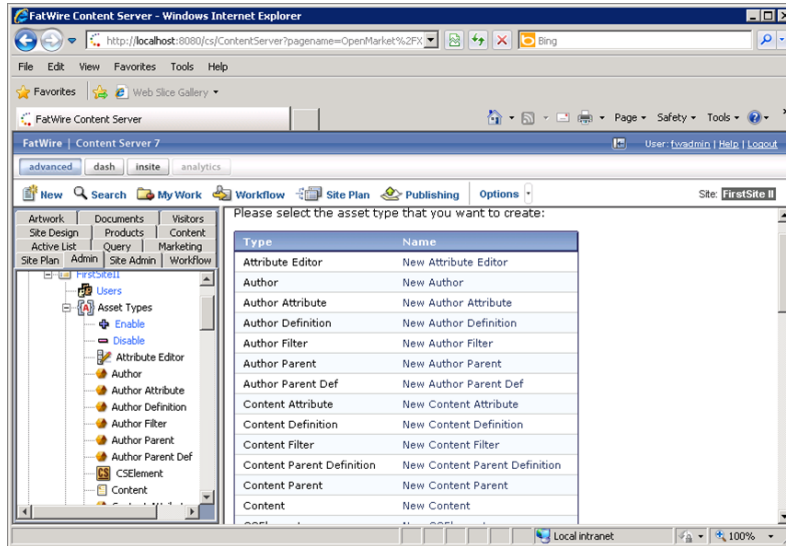 FatWire Content Server - Windows Internet Explorer
http://localhost:8080/cs/ContentServer?pagename=OpenMarket%2FX
Bing
File Edit View Favorites Tools Help
Favorites Web Slice Gallery
FatWire Content Server
Page Safety Tools
FatWire | Content Server 7
User: fwadmin | Help | Logout
advanced dash insite analytics
New Search My Work Workflow Site Plan Publishing Options Site: FirstSite II
Artwork Documents Visitors
Site Design Products Content
Active List Query Marketing
Site Plan Admin Site Admin Workflow
FirstSiteII
Users
Asset Types
Enable
Disable
Attribute Editor
Author
Author Attribute
Author Definition
Author Filter
Author Parent
Author Parent Def
CS CSElement
Content
Please select the asset type that you want to create:
Type Name
Attribute Editor New Attribute Editor
Author New Author
Author Attribute New Author Attribute
Author Definition New Author Definition
Author Filter New Author Filter
Author Parent New Author Parent
Author Parent Def New Author Parent Def
Content Attribute New Content Attribute
Content Definition New Content Definition
Content Filter New Content Filter
Content Parent Definition New Content Parent Definition
Content Parent New Content Parent
Content New Content
Local intranet 100%